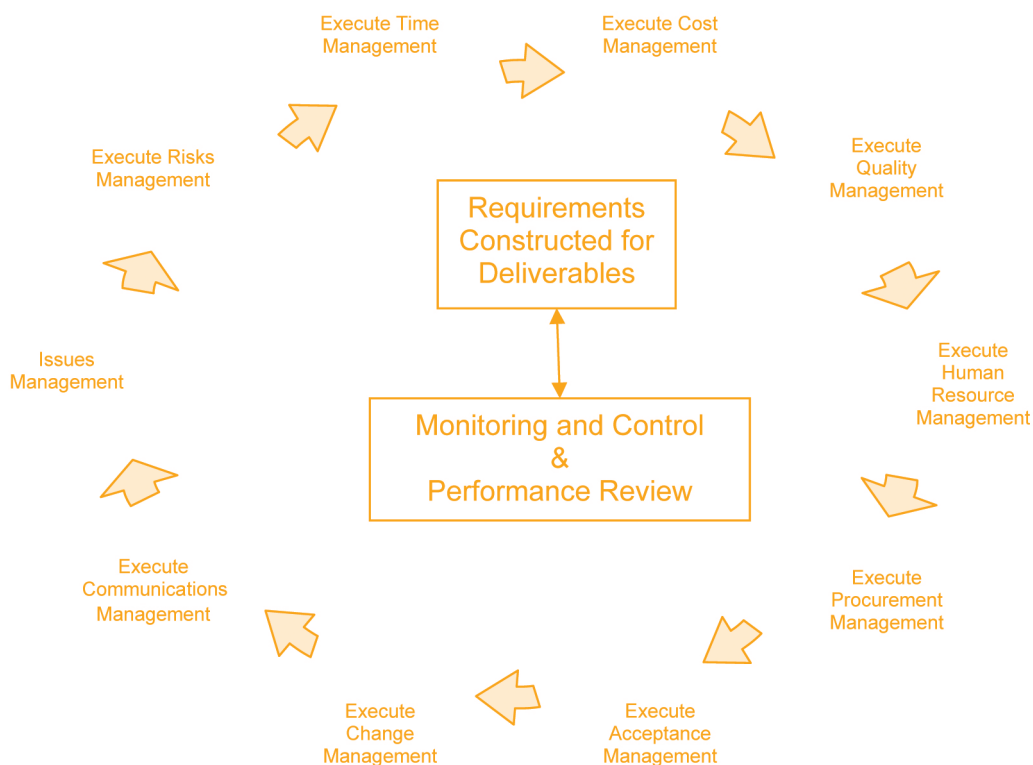 Execute Time
Management
Execute Cost
Management
Execute
Quality
Management
Execute
Human
Resource
Management
Execute
Procurement
Management
Execute
Acceptance
Management
Execute
Change
Management
Execute
Communications
Management
Issues
Management
Execute Risks
Management
Requirements
Constructed for
Deliverables
Monitoring and Control
&
Performance Review